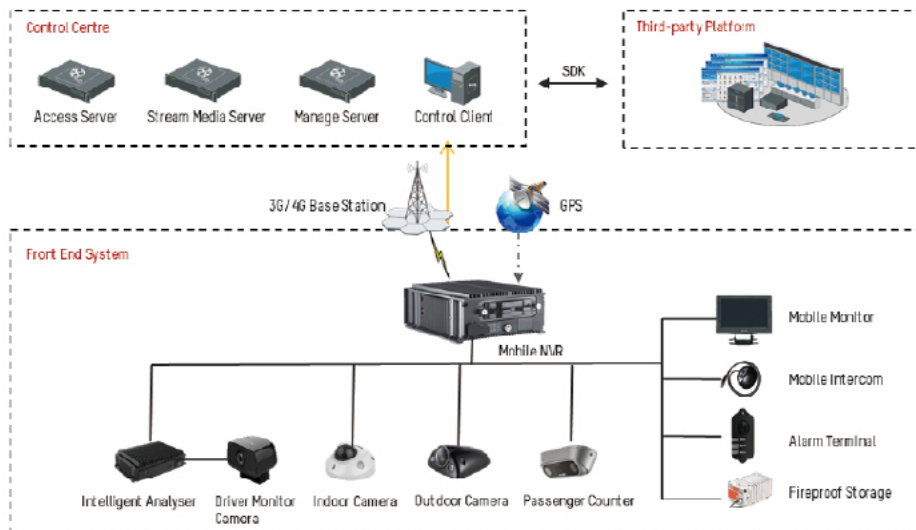 Control Centre
Third-party Platform
SDK
Access Server
Stream Media Server
Manage Server
Control Client
3G/4G Base Station
GPS
Front End System
Mobile NVR
Mobile Monitor
Mobile Intercom
Alarm Terminal
Fireproof Storage
Intelligent Analyser
Driver Monitor
Camera
Indoor Camera
Outdoor Camera
Passenger Counter